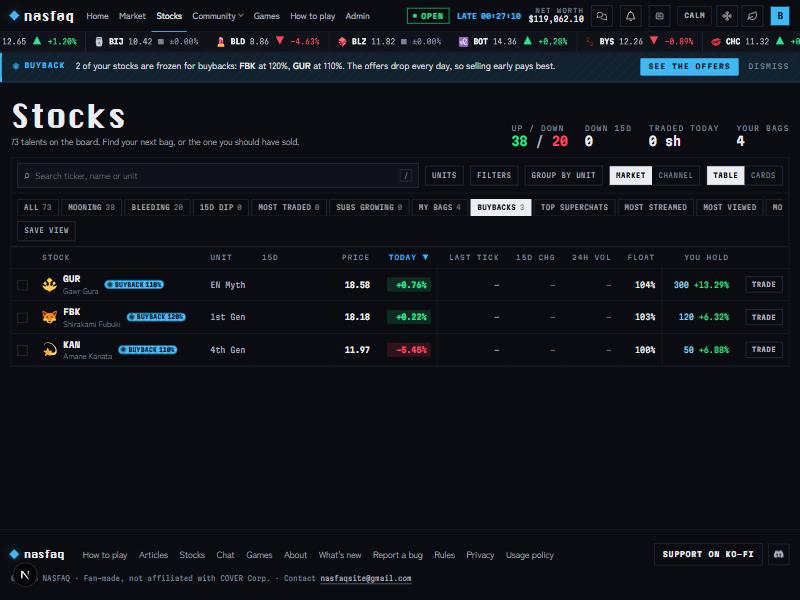 nasfaq Home Market Stocks Community Games How to play Admin OPEN LATE 00:27:10 NET WORTH $119,062.10 CALM B
12.65 ▲ +1.20% BIJ 10.42 ■ ±0.00% BLD 8.86 ▼ −4.63% BLZ 11.82 ■ ±0.00% BOT 14.36 ▲ +0.28% BYS 12.26 ▼ −0.89% CHC 11.32 ▲
BUYBACK 2 of your stocks are frozen for buybacks: FBK at 120%, GUR at 110%. The offers drop every day, so selling early pays best. SEE THE OFFERS DISMISS
Stocks
73 talents on the board. Find your next bag, or the one you should have sold.
UP / DOWN DOWN 15D TRADED TODAY YOUR BAGS
38 / 20 0 0 sh 4
Search ticker, name or unit / UNITS FILTERS GROUP BY UNIT MARKET CHANNEL TABLE CARDS
ALL 73 MOONING 38 BLEEDING 20 15D DIP 0 MOST TRADED 0 SUBS GROWING 0 MY BAGS 4 BUYBACKS 3 TOP SUPERCHATS MOST STREAMED MOST VIEWED MO
SAVE VIEW
STOCK UNIT 15D PRICE TODAY ▼ LAST TICK 15D CHG 24H VOL FLOAT YOU HOLD
GUR BUYBACK 110% EN Myth 18.58 +0.76% — — — 104% 300 +13.29% TRADE
Gawr Gura
FBK BUYBACK 120% 1st Gen 18.18 +0.22% — — — 103% 120 +6.32% TRADE
Shirakami Fubuki
KAN BUYBACK 110% 4th Gen 11.97 −5.45% — — — 100% 50 +6.88% TRADE
Amane Kanata
nasfaq How to play Articles Stocks Chat Games About What's new Report a bug Rules Privacy Usage policy SUPPORT ON KO-FI
N NASFAQ · Fan-made, not affiliated with COVER Corp. · Contact nasfaqsite@gmail.com